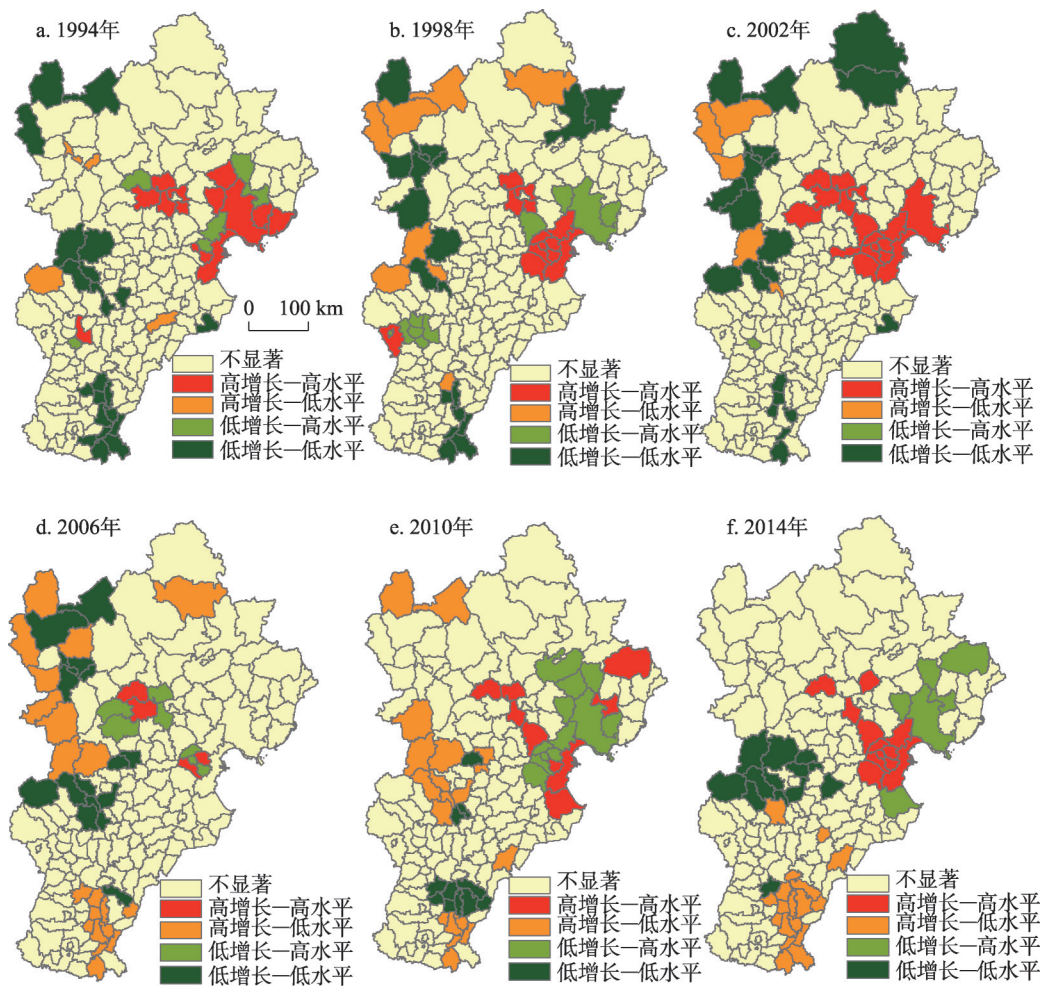 a. 1994年
b. 1998年
c. 2002年
0 100 km
不显著
高增长—高水平
高增长—低水平
低增长—高水平
低增长—低水平
不显著
高增长—高水平
高增长—低水平
低增长—高水平
低增长—低水平
不显著
高增长—高水平
高增长—低水平
低增长—高水平
低增长—低水平
d. 2006年
e. 2010年
f. 2014年
不显著
高增长—高水平
高增长—低水平
低增长—高水平
低增长—低水平
不显著
高增长—高水平
高增长—低水平
低增长—高水平
低增长—低水平
不显著
高增长—高水平
高增长—低水平
低增长—高水平
低增长—低水平